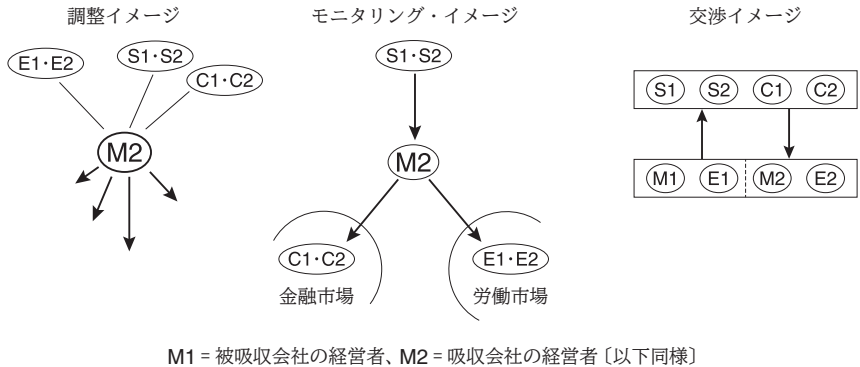 調整イメージ
モニタリング・イメージ
交渉イメージ
E1・E2
S1・S2
C1・C2
M2
S1・S2
M2
C1・C2
E1・E2
金融市場
労働市場
S1 S2 C1 C2
M1 E1 M2 E2
M1 = 被吸収会社の経営者、M2 = 吸収会社の経営者〔以下同様〕